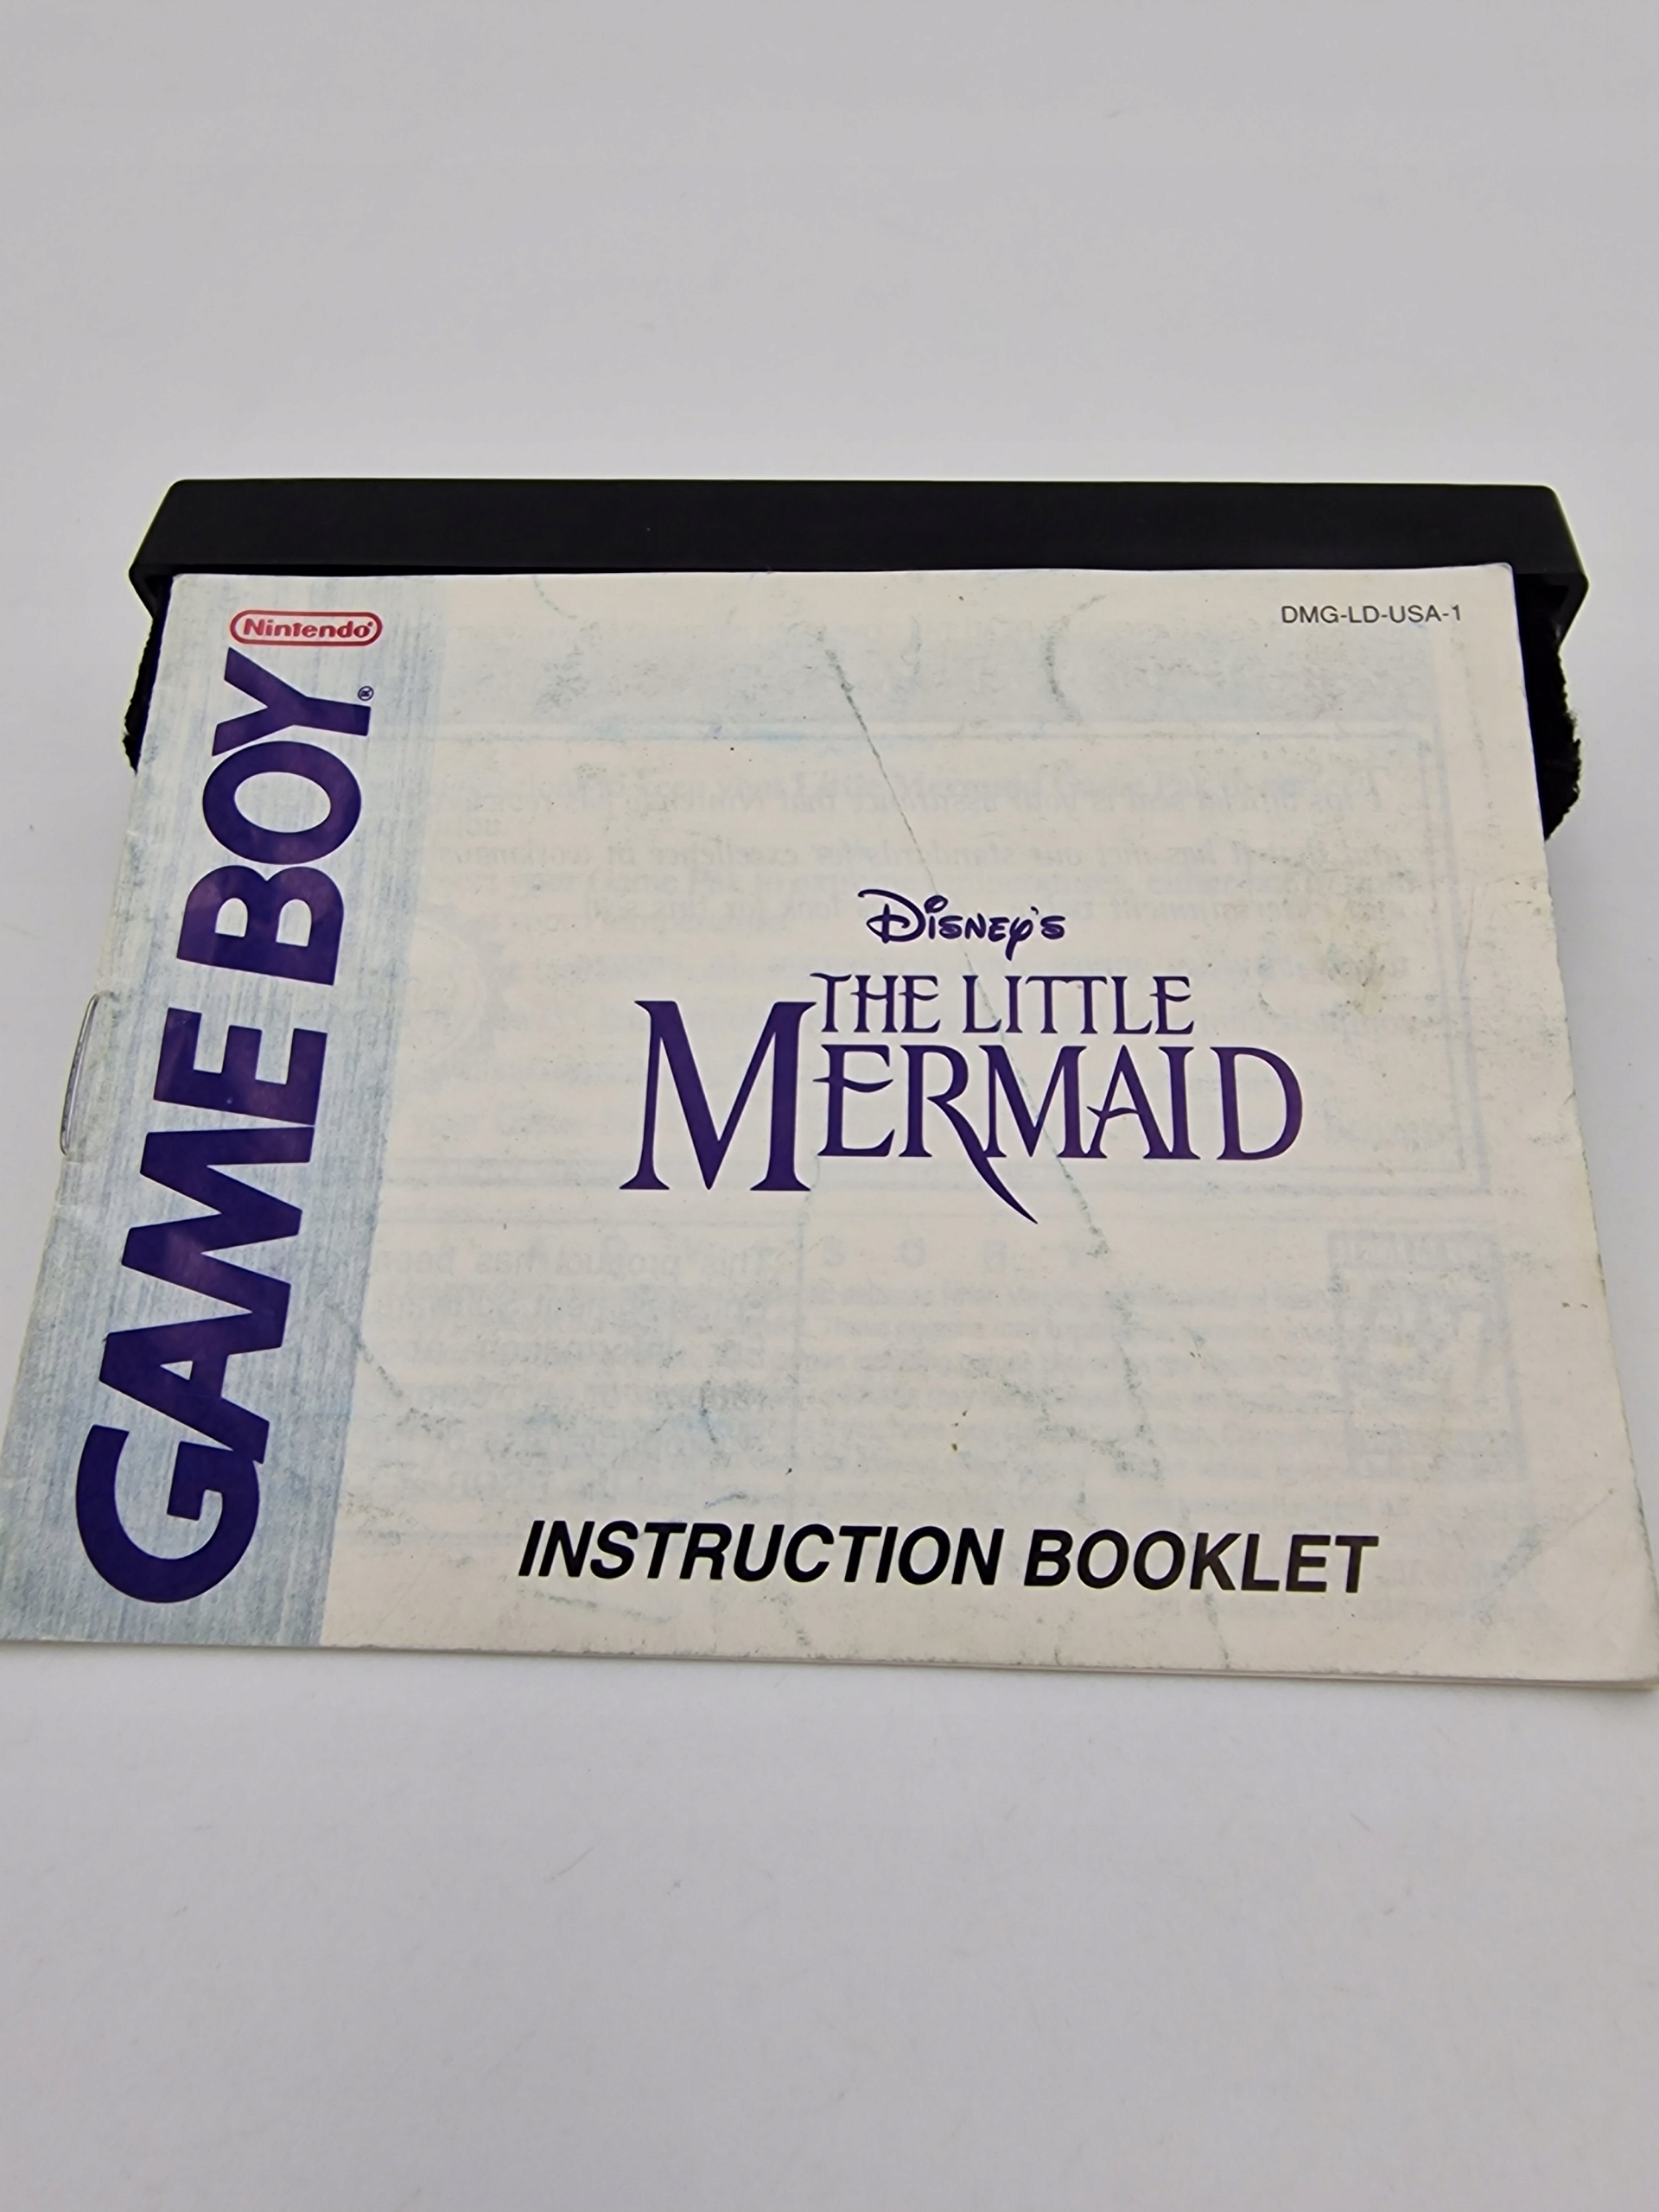 Nintendo
GAME BOY®
DMG-LD-USA-1
DISNEY'S
THE LITTLE
MERMAID
INSTRUCTION BOOKLET